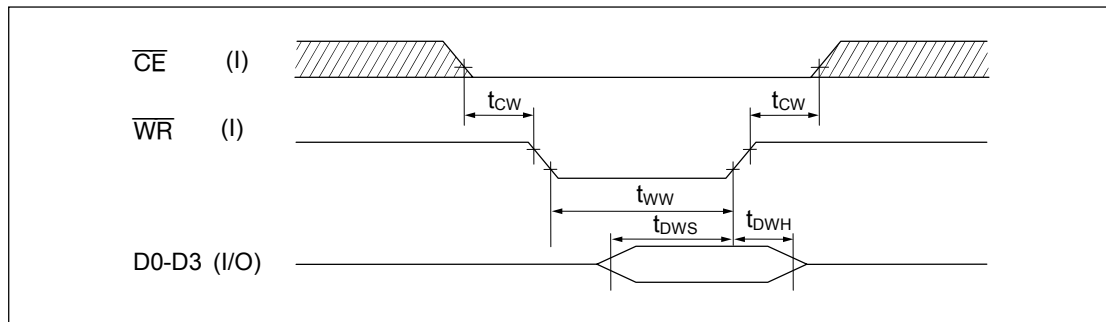 CE (I)
tCW tCW
WR (I)
tWW
tDWS tDWH
D0-D3 (I/O)